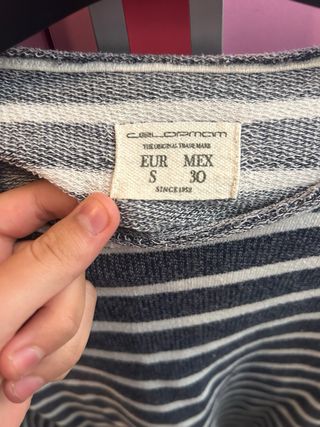 THE ORIGINAL TRADE MARK
EUR MEX
S 30
SINCE 1952